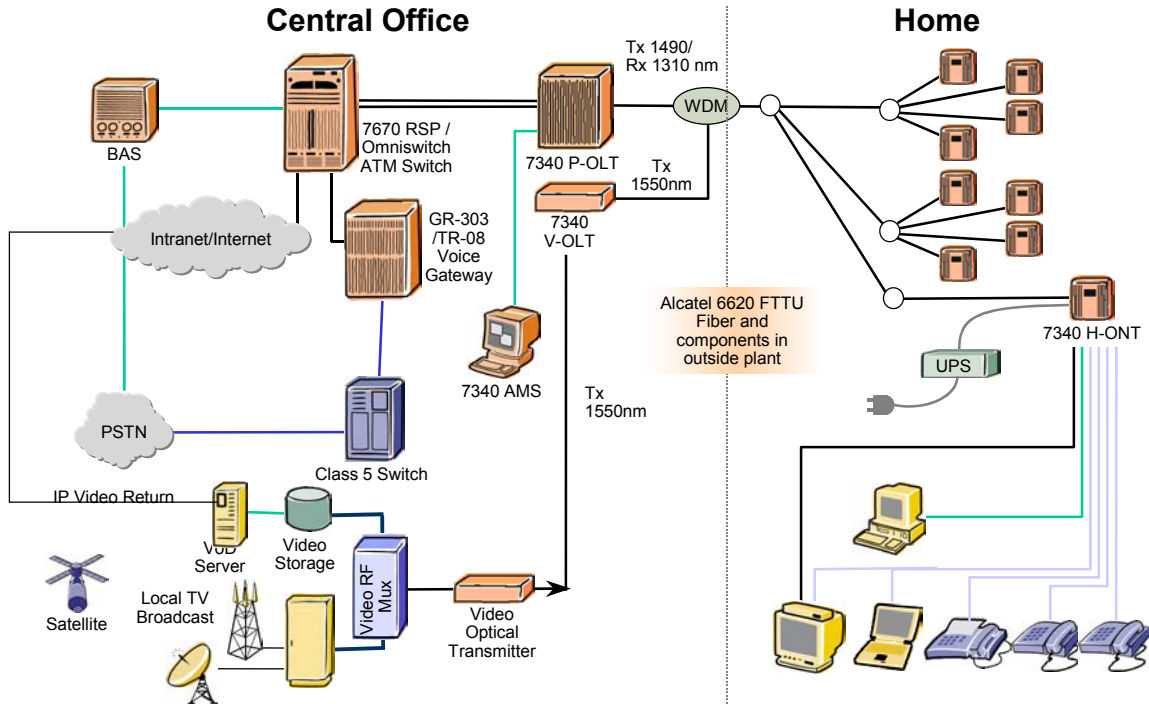 Central Office
Home
Tx 1490/
Rx 1310 nm
WDM
BAS
7670 RSP /
Omniswitch
ATM Switch
7340 P-OLT
Tx
1550nm
7340
V-OLT
Intranet/Internet
GR-303
/TR-08
Voice
Gateway
Alcatel 6620 FTTU
Fiber and
components in
outside plant
7340 H-ONT
UPS
7340 AMS
Tx
1550nm
PSTN
Class 5 Switch
IP Video Return
VoD
Server
Video
Storage
Video RF
Mux
Satellite
Local TV
Broadcast
Video
Optical
Transmitter